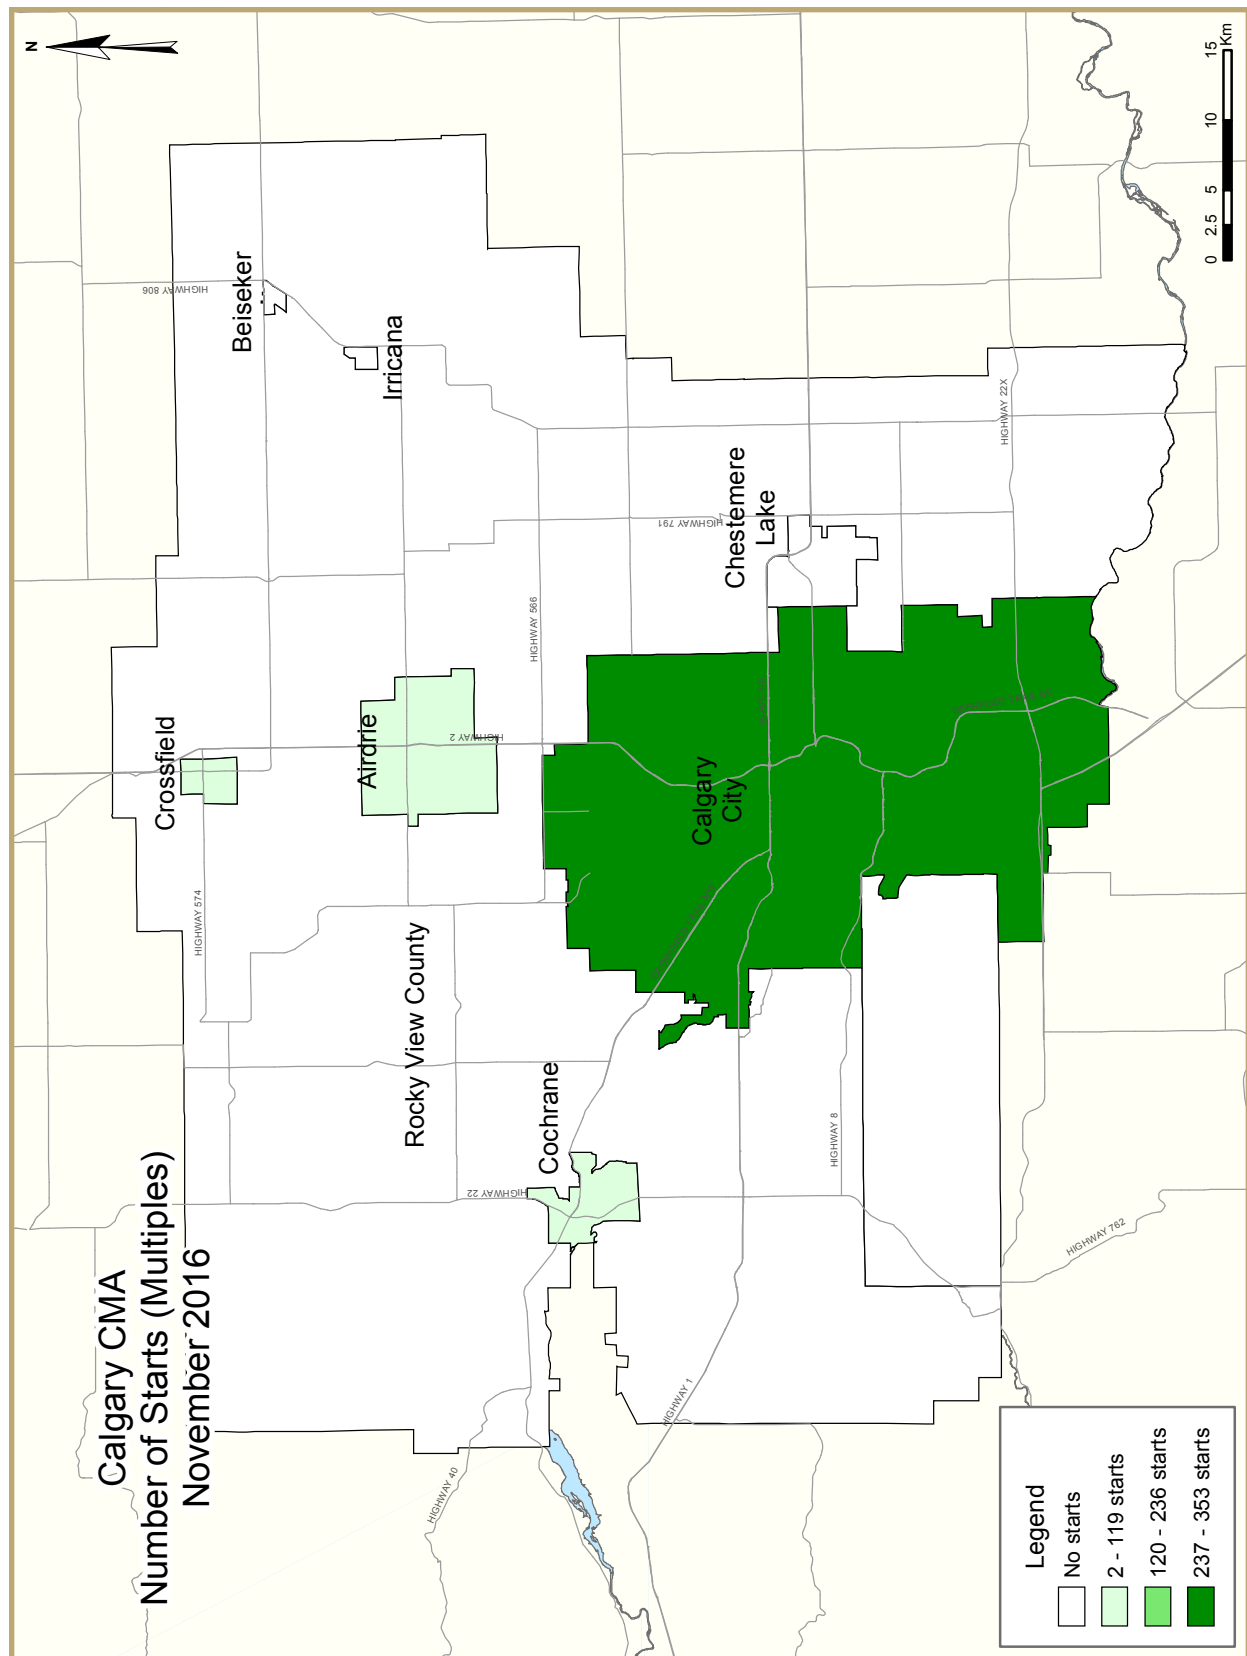 Calgary CMA
Number of Starts (Multiples)
November 2016
N
Crossfield
Beiseker
Irricana
Airdrie
Rocky View County
Cochrane
Calgary
City
Chestemere
Lake
HIGHWAY 806
HIGHWAY 574
HIGHWAY 2
HIGHWAY 566
HIGHWAY 791
HIGHWAY 22
HIGHWAY 40
HIGHWAY 1
HIGHWAY 8
HIGHWAY 22X
HIGHWAY 762
Legend
No starts
2 - 119 starts
120 - 236 starts
237 - 353 starts
0 2.5 5 10 15
Km